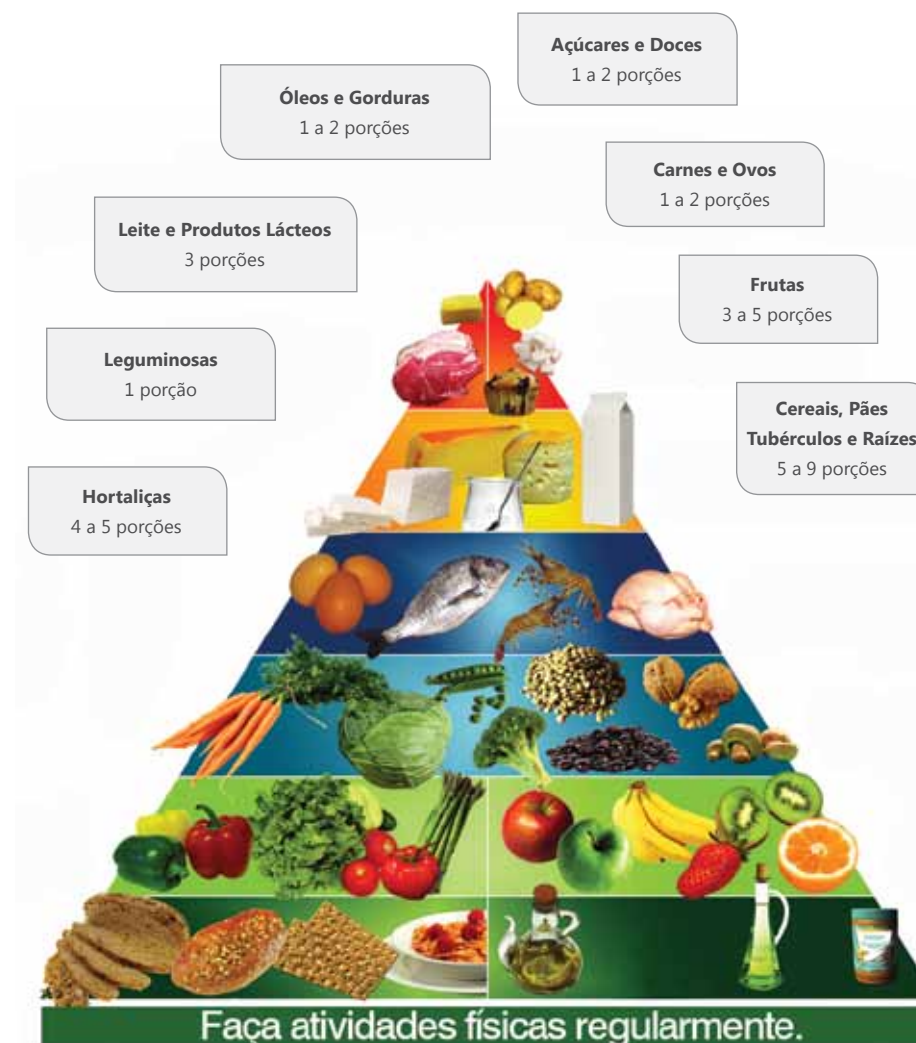 Açúcares e Doces
1 a 2 porções
Óleos e Gorduras
1 a 2 porções
Carnes e Ovos
1 a 2 porções
Leite e Produtos Lácteos
3 porções
Frutas
3 a 5 porções
Leguminosas
1 porção
Cereais, Pães
Tubérculos e Raízes
5 a 9 porções
Hortaliças
4 a 5 porções
Faça atividades físicas regularmente.